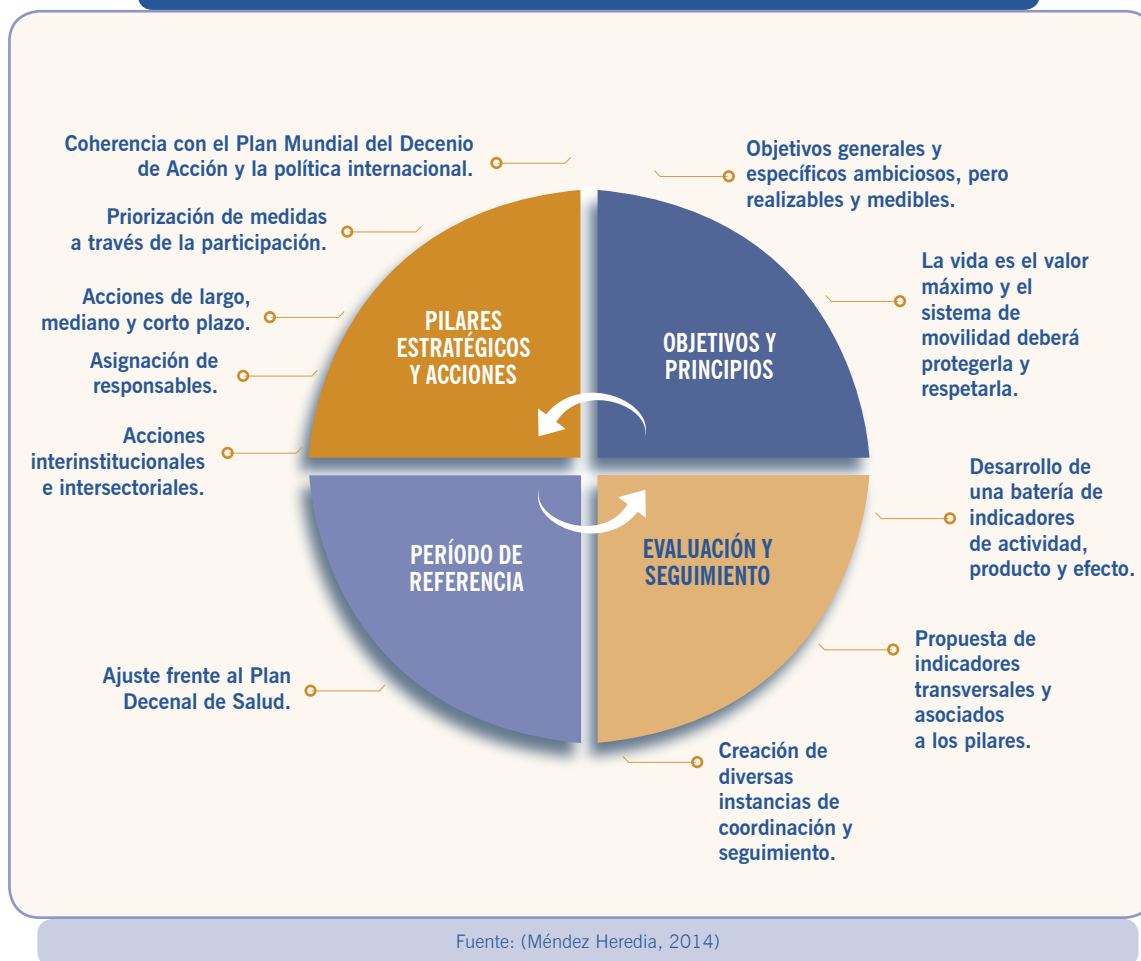 Coherencia con el Plan Mundial del Decenio
de Acción y la política internacional.
Priorización de medidas
a través de la participación.
Acciones de largo,
mediano y corto plazo.
Asignación de
responsables.
Acciones
interinstitucionales
e intersectoriales.
PILARES
ESTRATÉGICOS
Y ACCIONES
OBJETIVOS Y
PRINCIPIOS
Objetivos generales y
específicos ambiciosos, pero
realizables y medibles.
La vida es el valor
máximo y el
sistema de
movilidad deberá
protegerla y
respetarla.
PERÍODO DE
REFERENCIA
Ajuste frente al Plan
Decenal de Salud.
EVALUACIÓN Y
SEGUIMIENTO
Desarrollo de
una batería de
indicadores
de actividad,
producto y efecto.
Propuesta de
indicadores
transversales y
asociados
a los pilares.
Creación de
diversas
instancias de
coordinación y
seguimiento.
Fuente: (Méndez Heredia, 2014)